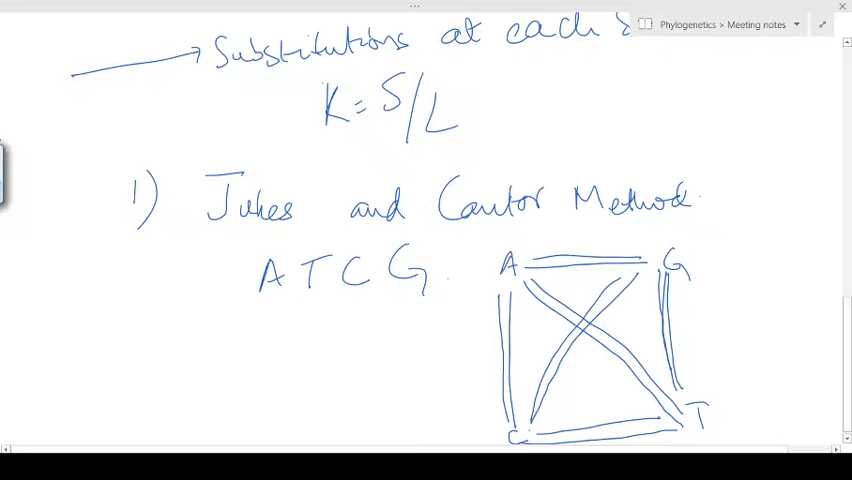 Phylogenetics > Meeting notes
Substitutions at each
K = S/L
1) Jukes and Cantor Method.
A T C G
A G
C T